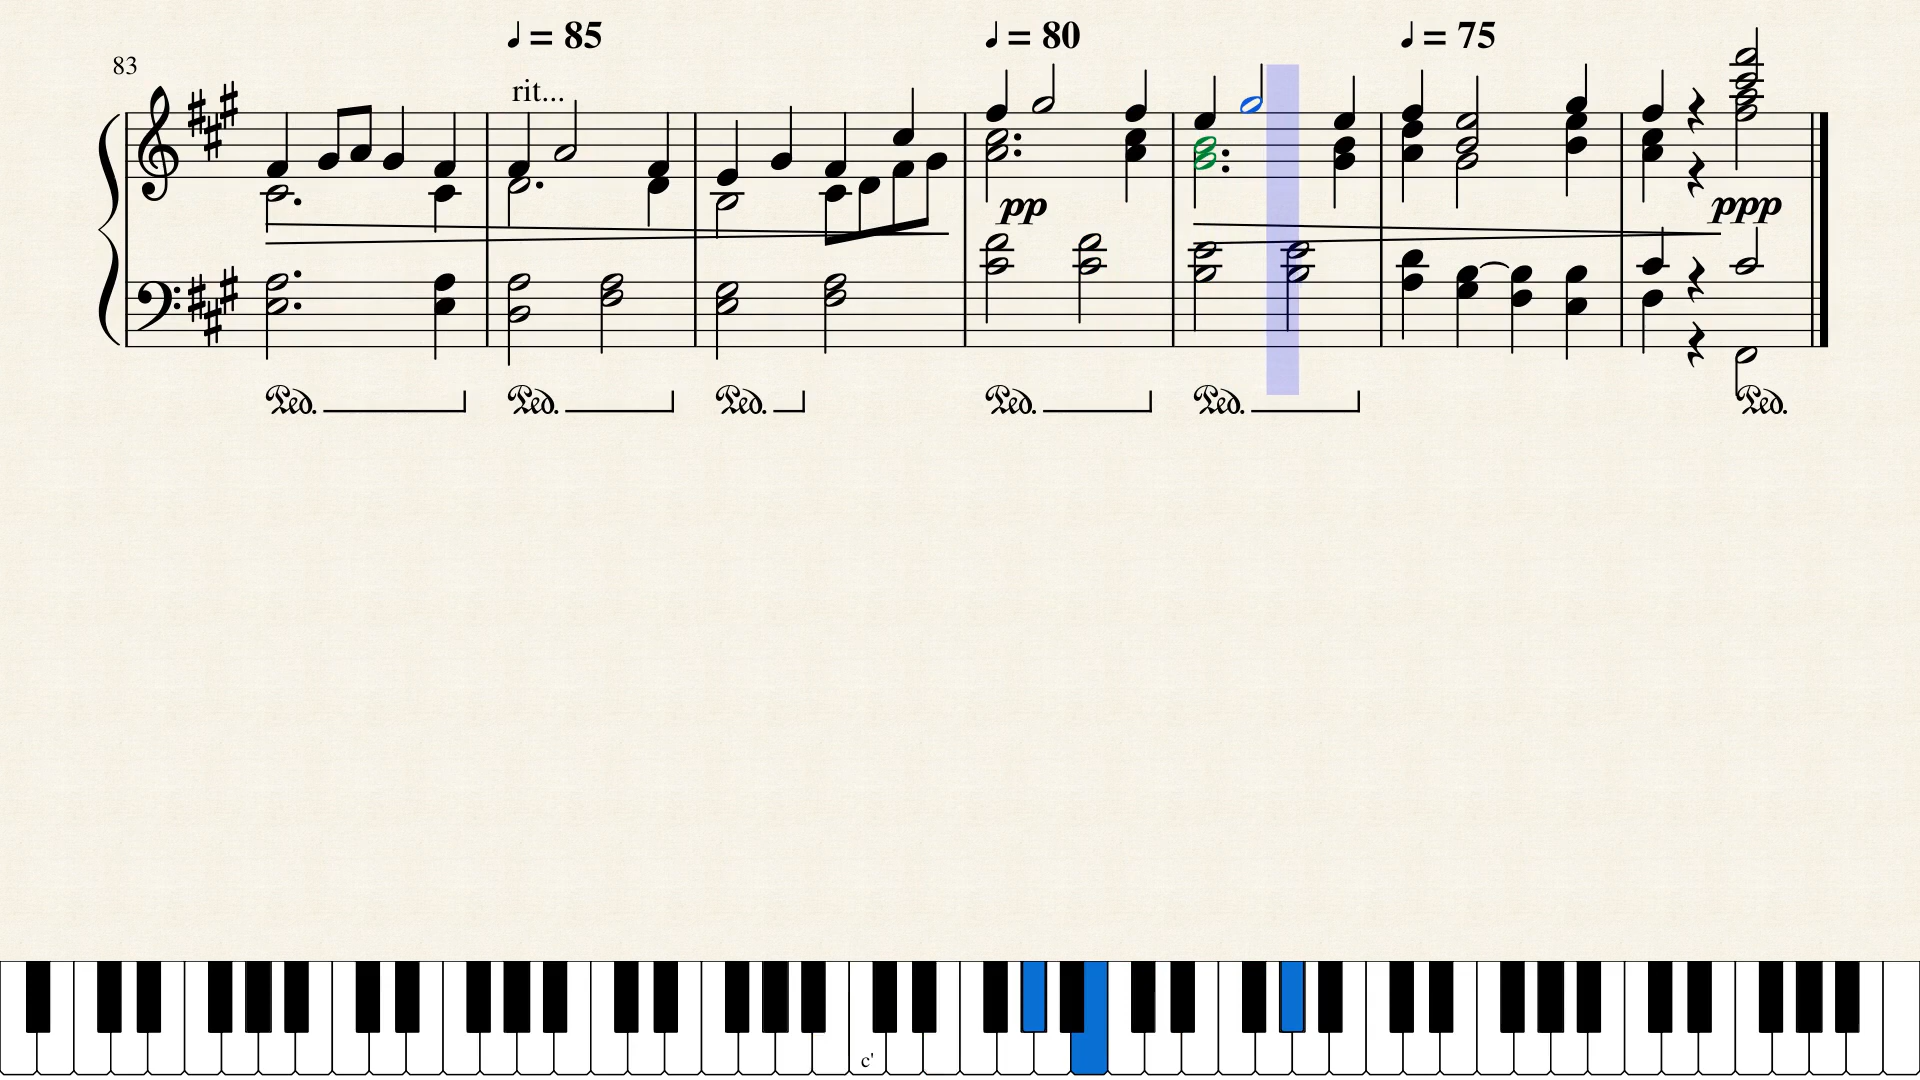 ♩ = 85
♩ = 80
♩ = 75
83
rit...
pp
ppp
Ped.
Ped.
Ped.
Ped.
Ped.
Ped.
c'